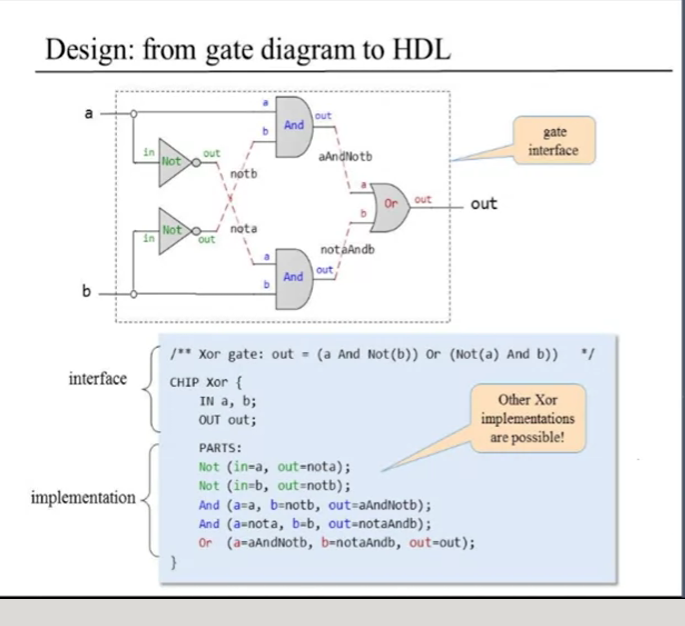 Design: from gate diagram to HDL
a
a
out
And
b
in
out
Not
notb
aAndNotb
gate
interface
a
Or
out
out
b
Not
in
out
nota
notaAndb
a
And
out
b
b
/** Xor gate: out = (a And Not(b)) Or (Not(a) And b)) */
interface
CHIP Xor {
IN a, b;
OUT out;
Other Xor
implementations
are possible!
implementation
PARTS:
Not (in=a, out=nota);
Not (in=b, out=notb);
And (a=a, b=notb, out=aAndNotb);
And (a=nota, b=b, out=notaAndb);
Or (a=aAndNotb, b=notaAndb, out=out);
}